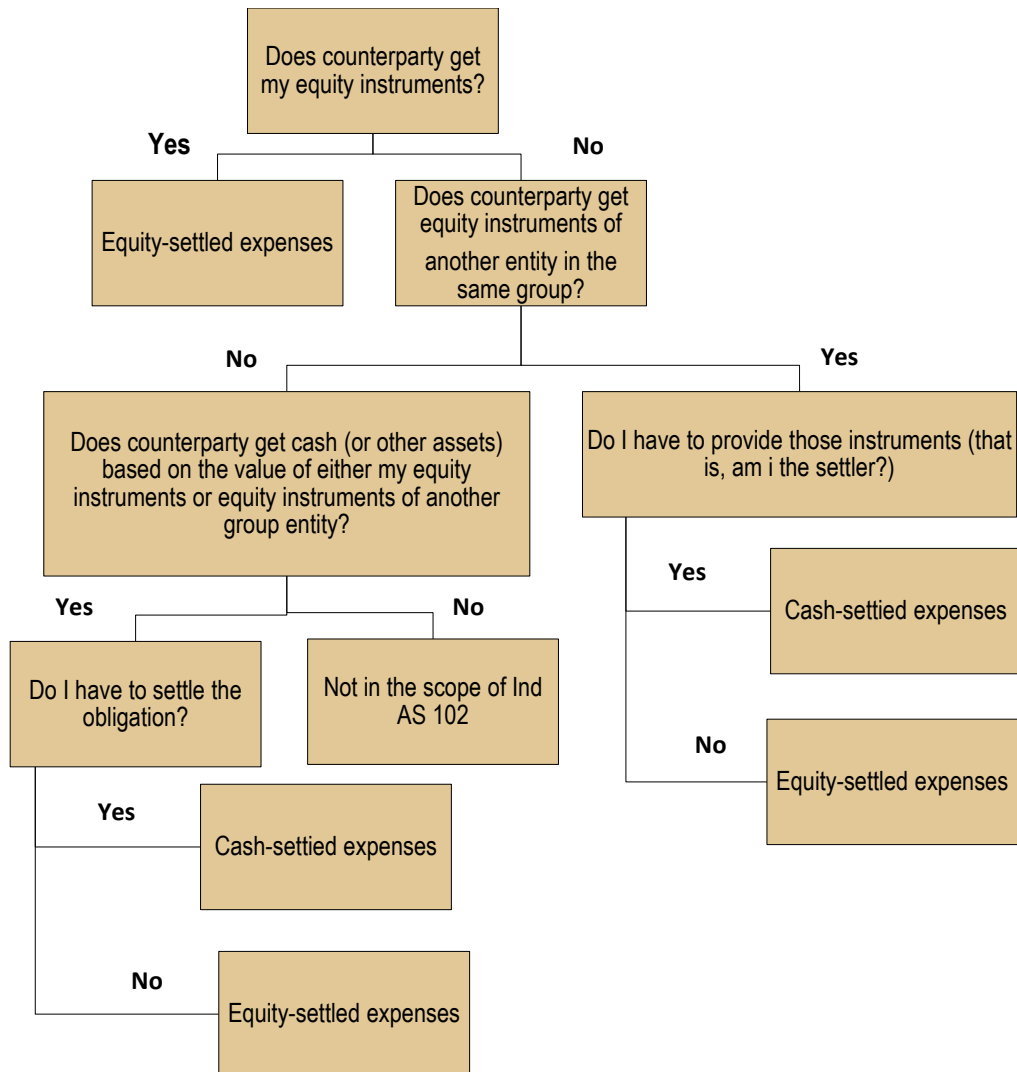 Does counterparty get
my equity instruments?
Yes
No
Equity-settled expenses
Does counterparty get
equity instruments of
another entity in the
same group?
No
Yes
Does counterparty get cash (or other assets)
based on the value of either my equity
instruments or equity instruments of another
group entity?
Do I have to provide those instruments (that
is, am i the settler?)
Yes
No
Yes
Cash-settied expenses
Do I have to settle the
obligation?
Not in the scope of Ind
AS 102
No
Equity-settled expenses
Yes
Cash-settied expenses
No
Equity-settled expenses